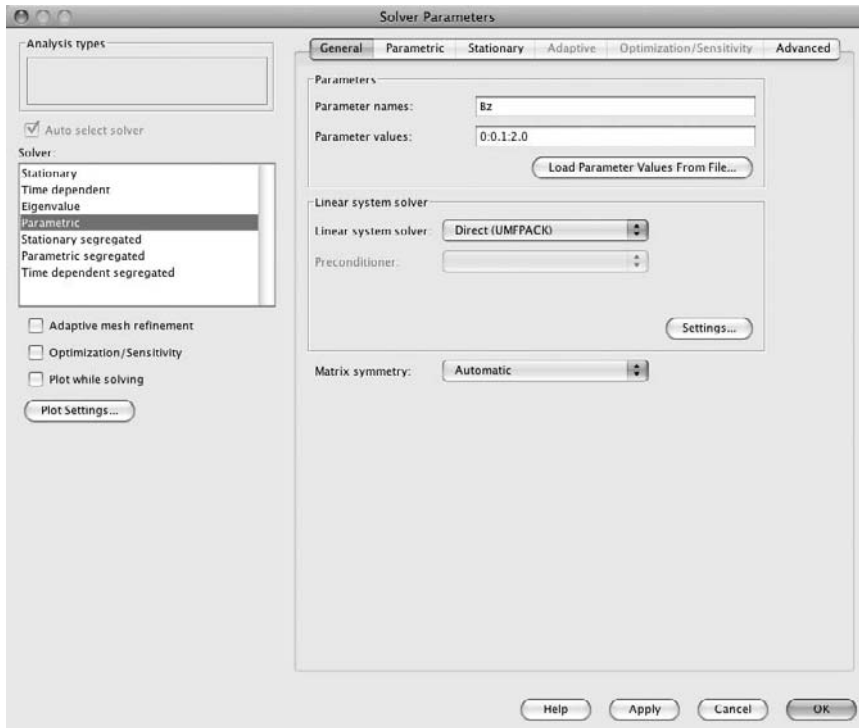 Solver Parameters
Analysis types
Auto select solver
Solver:
Stationary
Time dependent
Eigenvalue
Parametric
Stationary segregated
Parametric segregated
Time dependent segregated
Adaptive mesh refinement
Optimization/Sensitivity
Plot while solving
Plot Settings...
General Parametric Stationary Adaptive Optimization/Sensitivity Advanced
Parameters
Parameter names: Bz
Parameter values: 0:0.1:2.0
Load Parameter Values From File...
Linear system solver
Linear system solver: Direct (UMFPACK)
Preconditioner:
Settings...
Matrix symmetry: Automatic
Help Apply Cancel OK